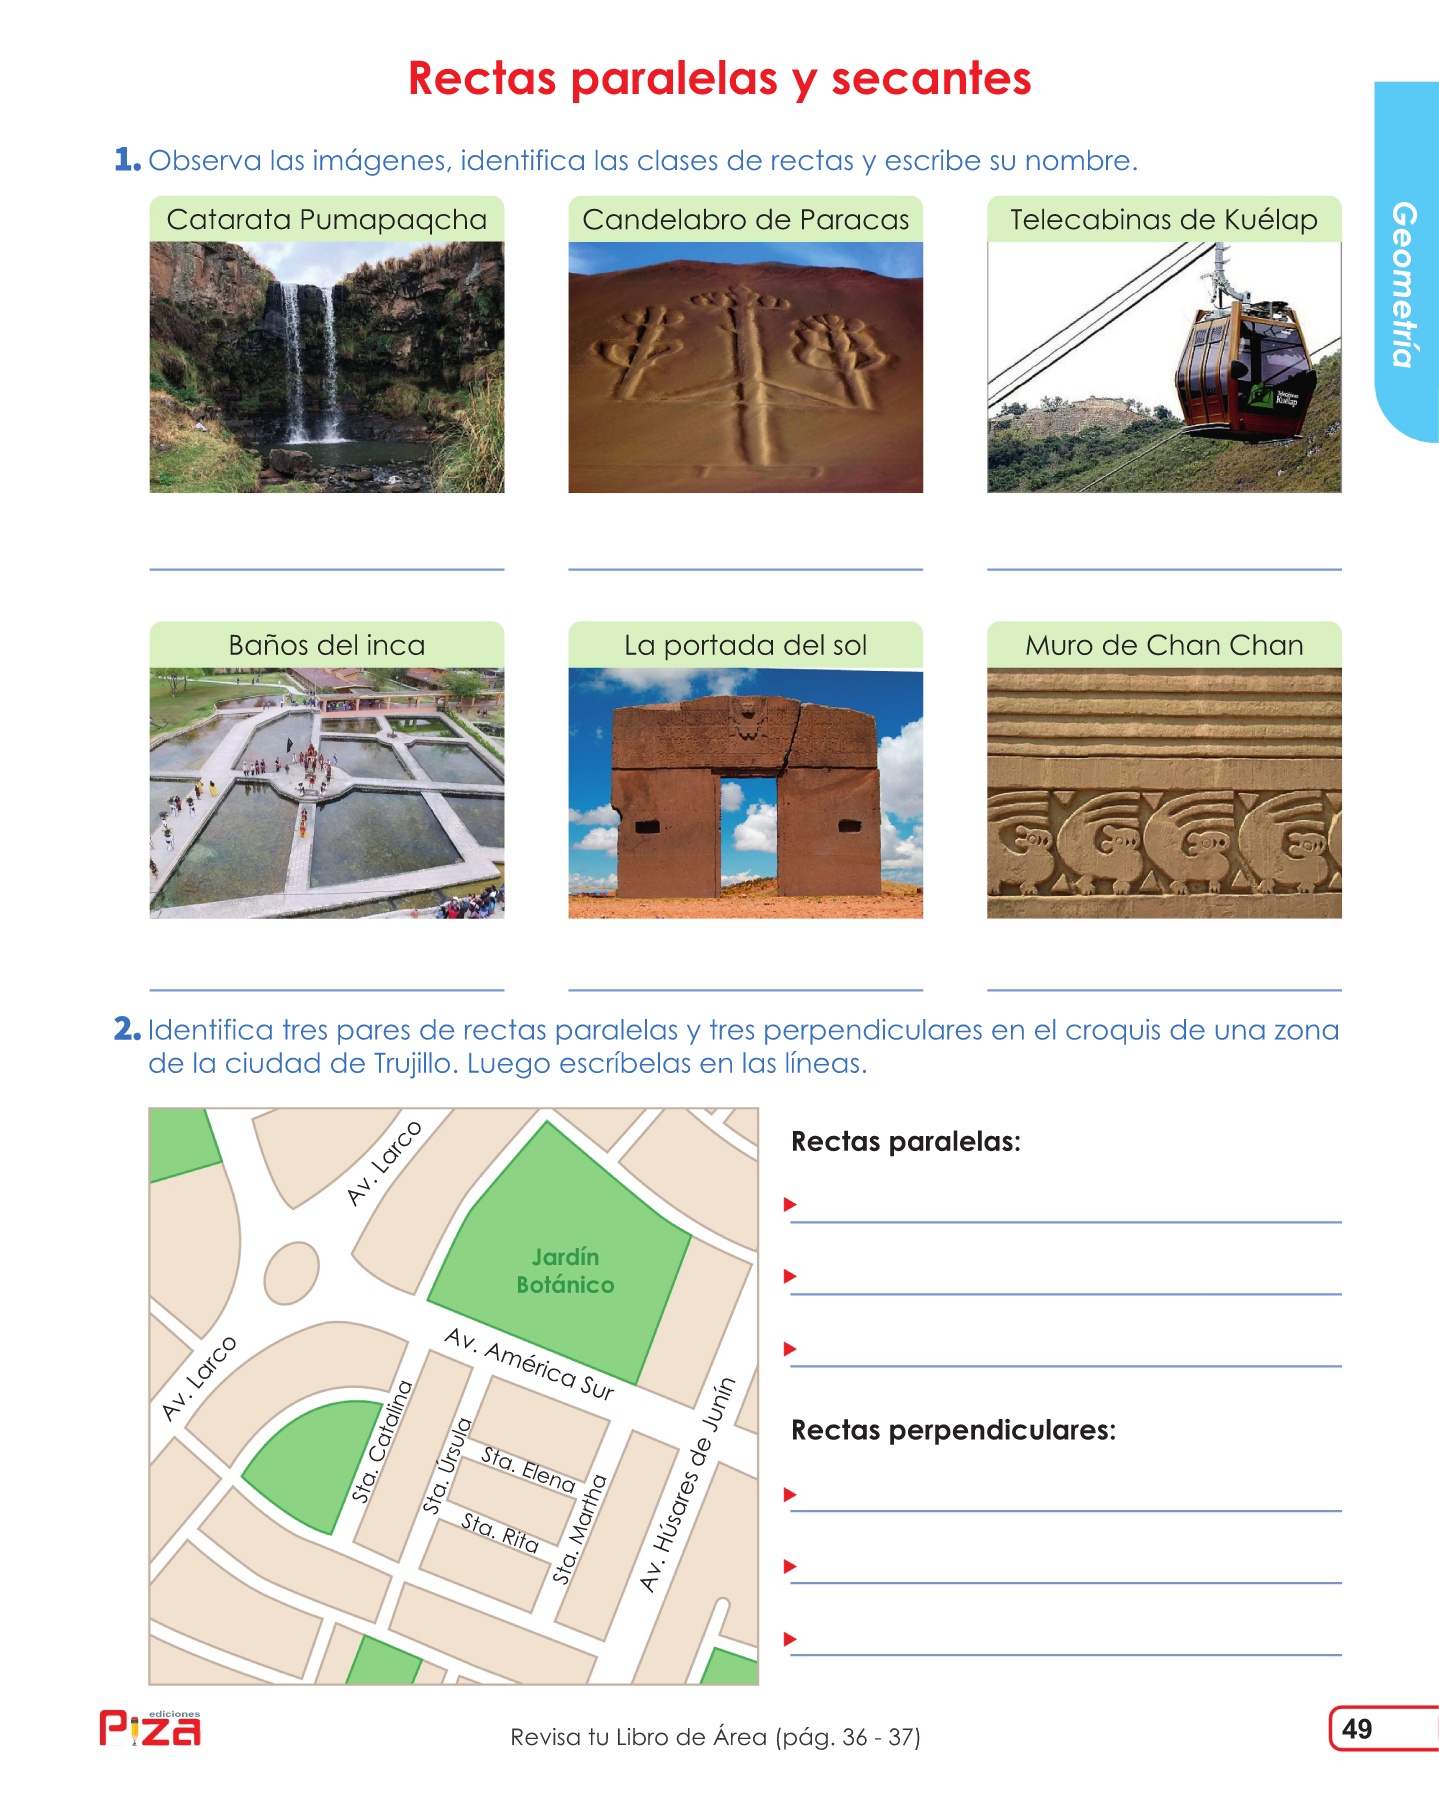 Rectas paralelas y secantes
Geometría
1. Observa las imágenes, identifica las clases de rectas y escribe su nombre.
Catarata Pumapaqcha
Candelabro de Paracas
Telecabinas de Kuélap
Telecabinas Kuélap
Baños del inca
La portada del sol
Muro de Chan Chan
2. Identifica tres pares de rectas paralelas y tres perpendiculares en el croquis de una zona
de la ciudad de Trujillo. Luego escríbelas en las líneas.
Av. Larco
Jardín
Botánico
Av. América Sur
Av. Larco
Sta. Catalina
Sta. Úrsula
Sta. Elena
Sta. Rita
Sta. Martha
Av. Húsares de Junín
Rectas paralelas:
Rectas perpendiculares:
ediciones
Piza
Revisa tu Libro de Área (pág. 36 - 37)
49